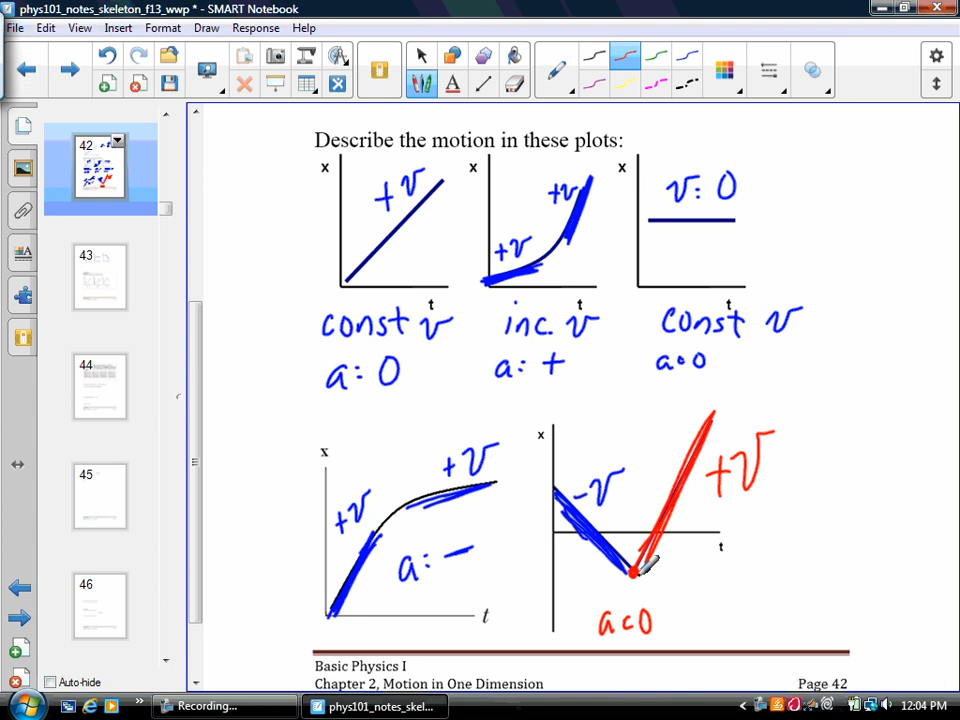 phys101_notes_skeleton_f13_wwp * - SMART Notebook
File Edit View Insert Format Draw Response Help
42
43
44
45
46
Auto-hide
Describe the motion in these plots:
x x x
+v +v +v v: 0
t t t
const v inc. v const v
a: 0 a: + a=0
x x
+v +v -v +v
a: -
t t
a<0
Basic Physics I
Chapter 2, Motion in One Dimension Page 42
Recording... phys101_notes_skel... 12:04 PM